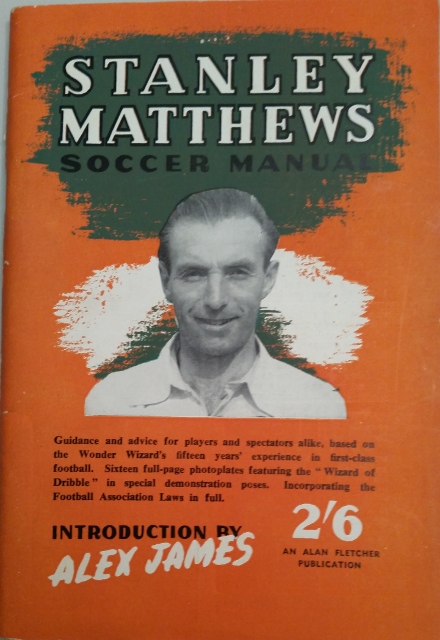 STANLEY
MATTHEWS
SOCCER MANUAL
Guidance and advice for players and spectators alike, based on
the Wonder Wizard's fifteen years' experience in first-class
football. Sixteen full-page photoplates featuring the "Wizard of
Dribble" in special demonstration poses. Incorporating the
Football Association Laws in full.
INTRODUCTION BY
ALEX JAMES
2/6
AN ALAN FLETCHER
PUBLICATION